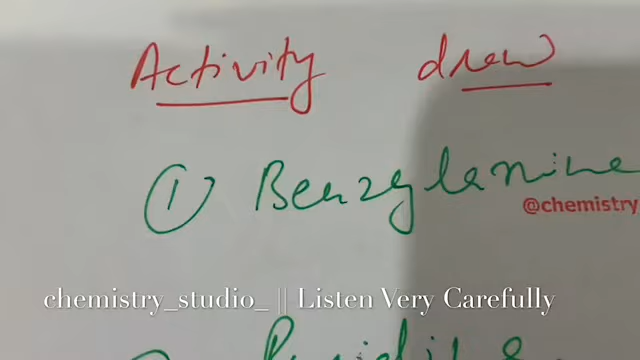 Activity draw
① Benzylamine
@chemistry
chemistry_studio_ || Listen Very Carefully